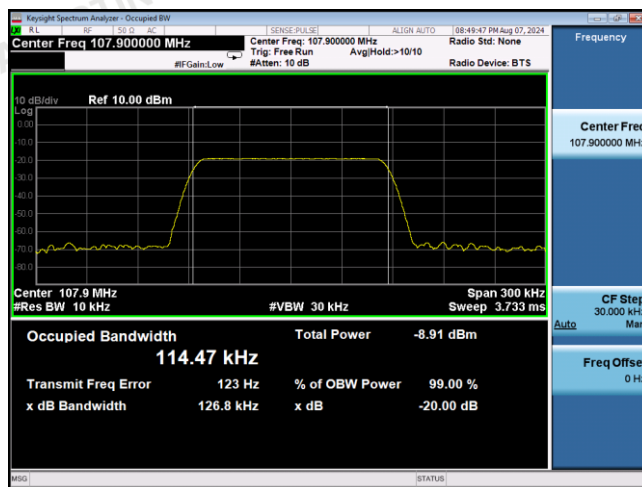 Keysight Spectrum Analyzer - Occupied BW
RL RF 50 Ω AC SENSE:PULSE ALIGN AUTO 08:49:47 PM Aug 07, 2024
Center Freq 107.900000 MHz Center Freq: 107.900000 MHz Radio Std: None
Trig: Free Run Avg|Hold:>10/10
#IFGain:Low #Atten: 10 dB Radio Device: BTS
Frequency
10 dB/div Ref 10.00 dBm
Log
0.00
-10.0
-20.0
-30.0
-40.0
-50.0
-60.0
-70.0
-80.0
Center 107.9 MHz Span 300 kHz
#Res BW 10 kHz #VBW 30 kHz Sweep 3.733 ms
Occupied Bandwidth Total Power -8.91 dBm
114.47 kHz
Transmit Freq Error 123 Hz % of OBW Power 99.00 %
x dB Bandwidth 126.8 kHz x dB -20.00 dB
Center Freq
107.900000 MHz
CF Step
30.000 kHz
Auto Man
Freq Offset
0 Hz
MSG STATUS